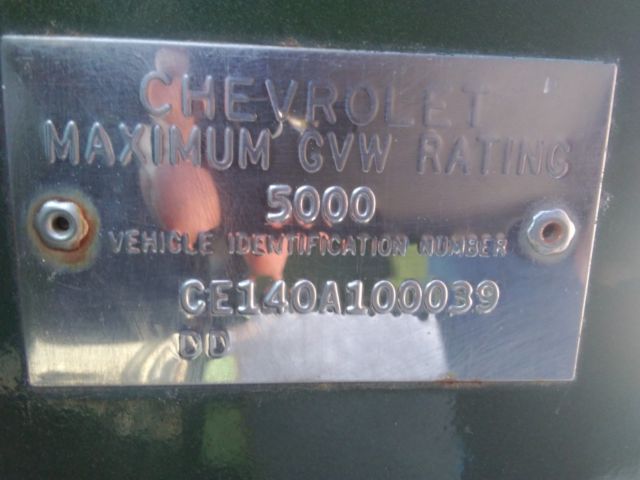 CHEVROLET
MAXIMUM GVW RATING
5000
VEHICLE IDENTIFICATION NUMBER
CE140A100039
DD